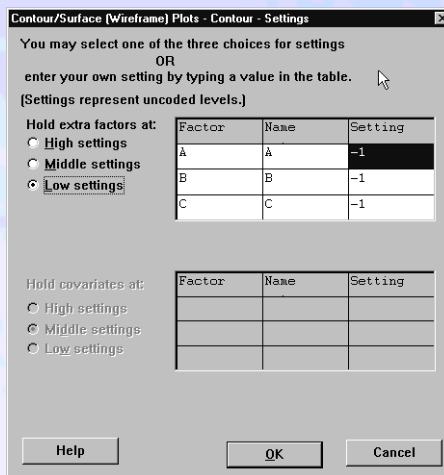 Contour/Surface (Wireframe) Plots - Contour - Settings
You may select one of the three choices for settings
OR
enter your own setting by typing a value in the table.
(Settings represent uncoded levels.)
Hold extra factors at:
High settings
Middle settings
Low settings
Factor Name Setting
A A -1
B B -1
C C -1
Hold covariates at:
High settings
Middle settings
Low settings
Factor Name Setting
Help OK Cancel